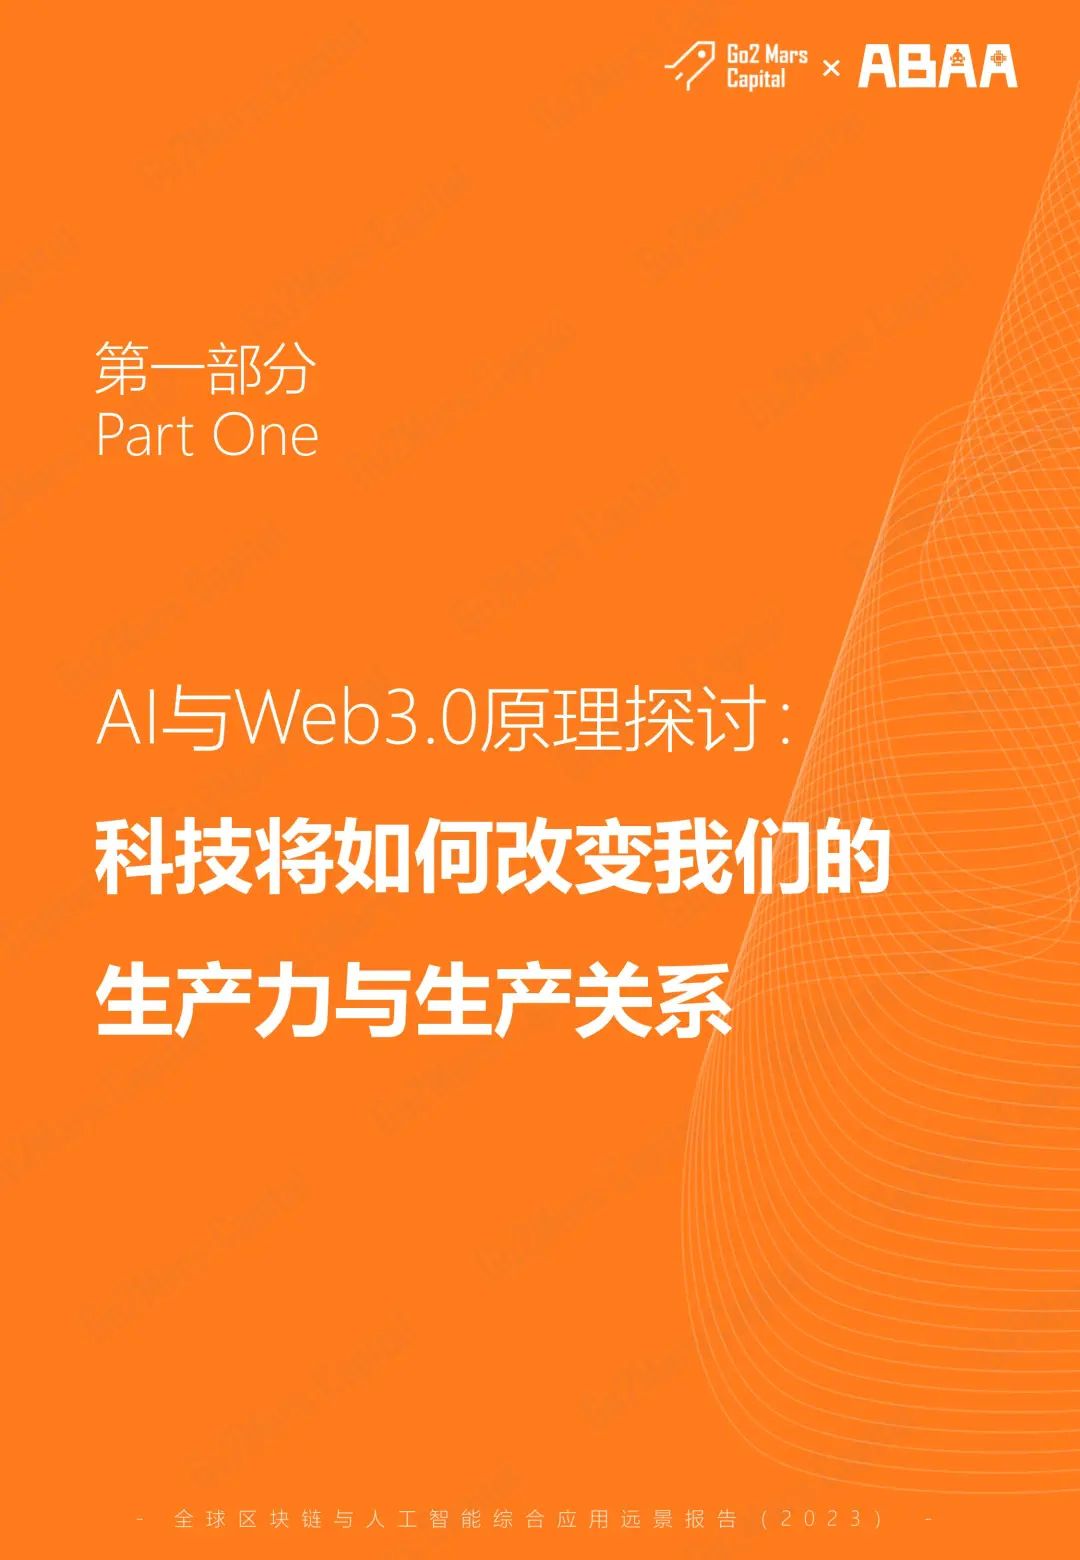 Go2 Mars
Capital
×
ABAA
第一部分
Part One
AI与Web3.0原理探讨：
科技将如何改变我们的
生产力与生产关系
- 全球区块链与人工智能综合应用远景报告（2023） -